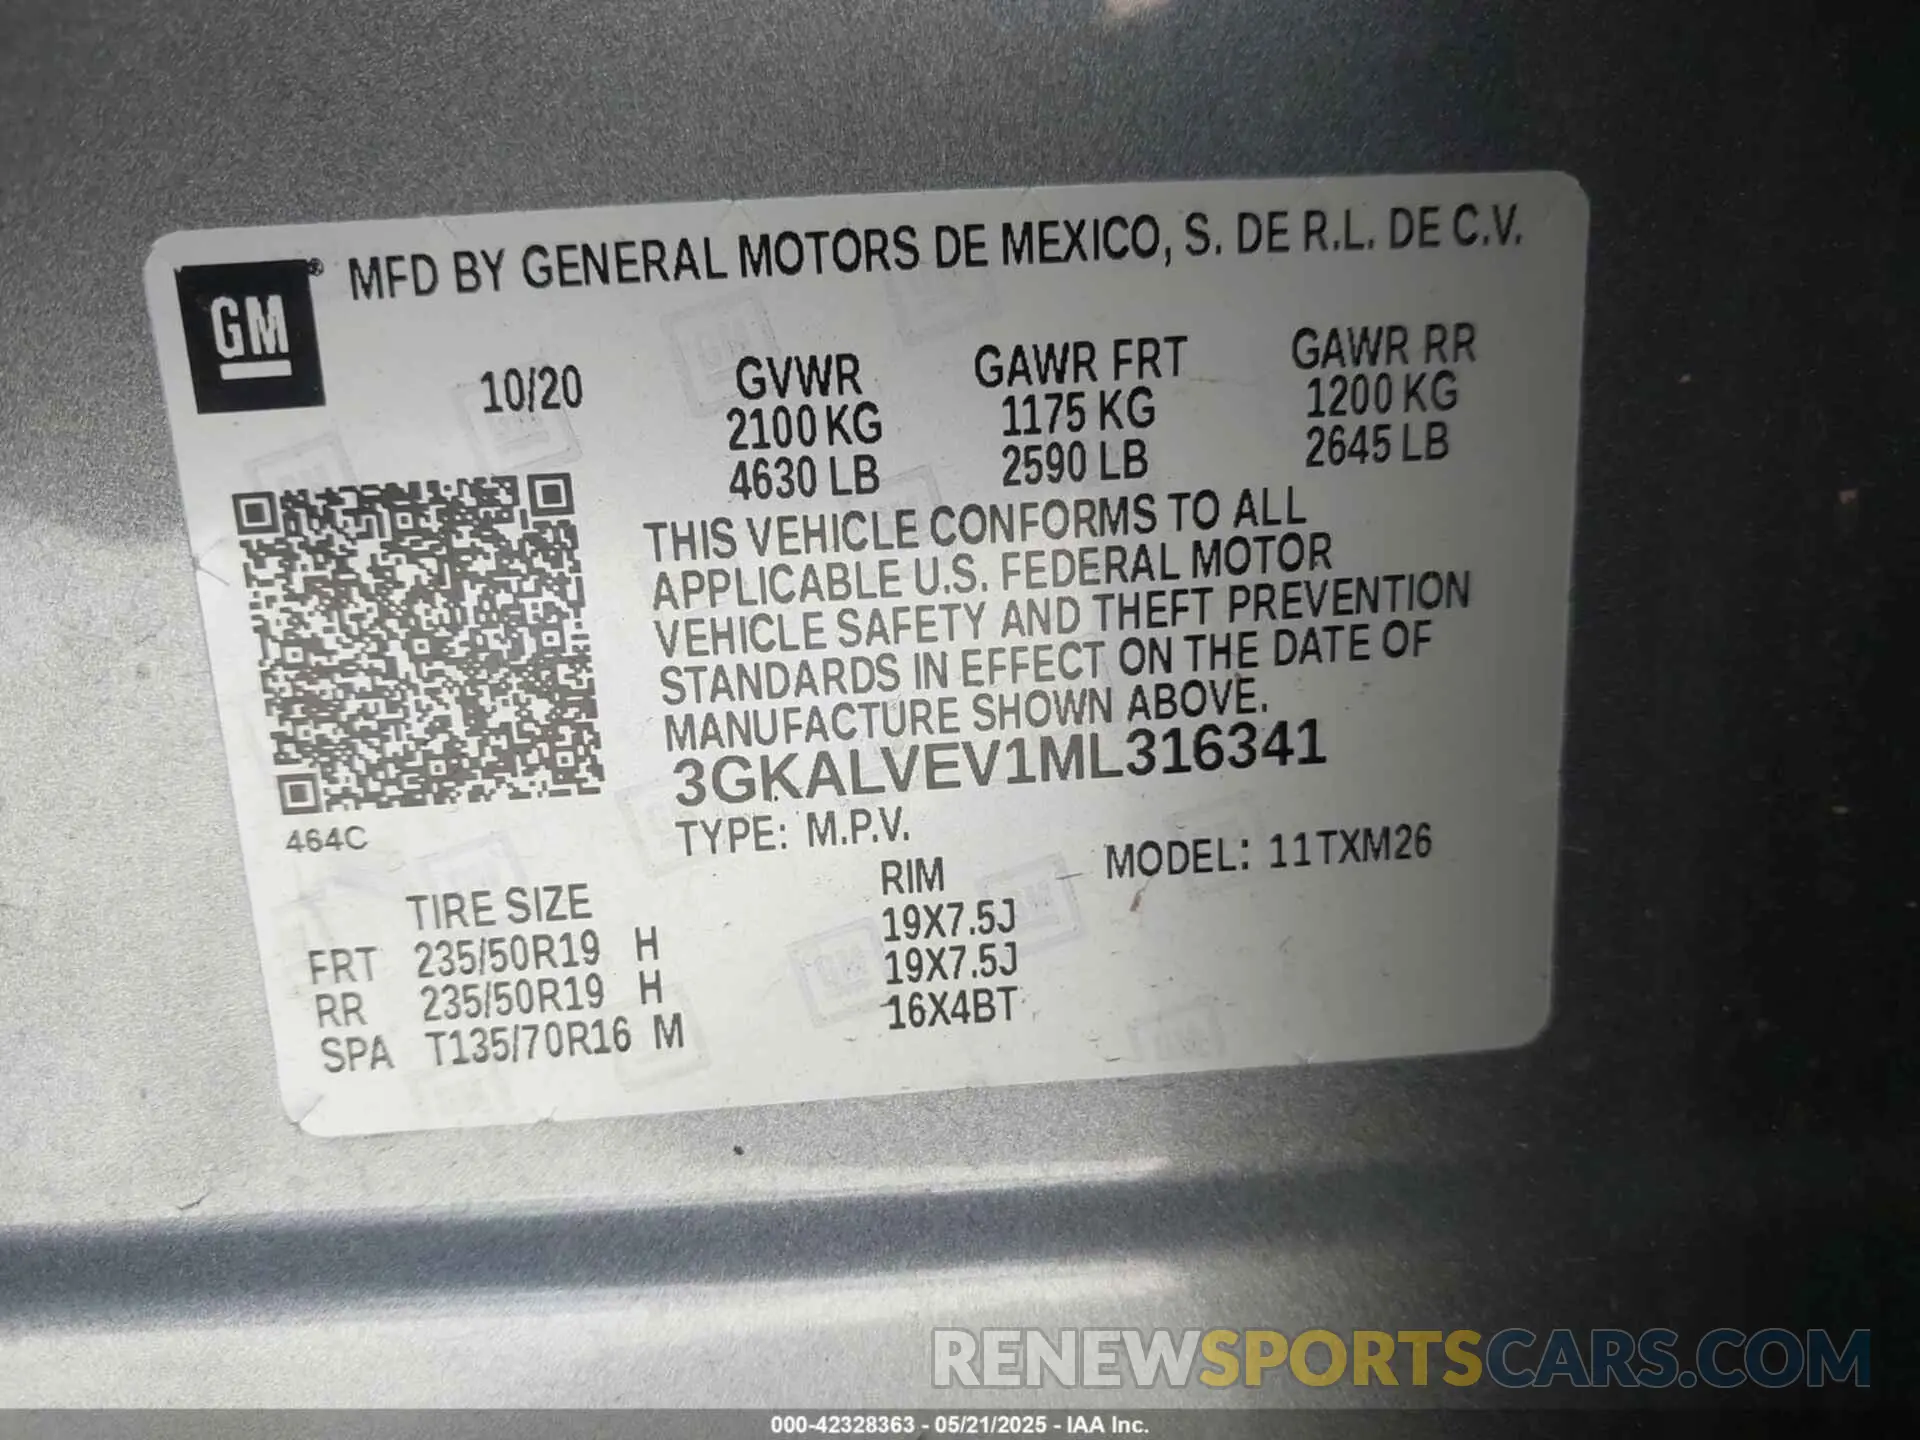 GM® MFD BY GENERAL MOTORS DE MEXICO, S. DE R.L. DE C.V.
10/20 GVWR GAWR FRT GAWR RR
2100 KG 1175 KG 1200 KG
4630 LB 2590 LB 2645 LB
THIS VEHICLE CONFORMS TO ALL
APPLICABLE U.S. FEDERAL MOTOR
VEHICLE SAFETY AND THEFT PREVENTION
STANDARDS IN EFFECT ON THE DATE OF
MANUFACTURE SHOWN ABOVE.
3GKALVEV1ML316341
464C
TYPE: M.P.V. MODEL: 11TXM26
TIRE SIZE RIM
FRT 235/50R19 H 19X7.5J
RR 235/50R19 H 19X7.5J
SPA T135/70R16 M 16X4BT
RENEWSPORTSCARS.COM
000-42328363 - 05/21/2025 - IAA Inc.